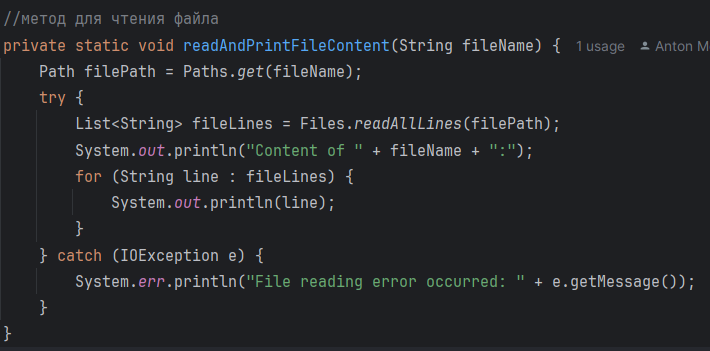 //метод для чтения файла
private static void readAndPrintFileContent(String fileName) { 1 usage Anton M
Path filePath = Paths.get(fileName);
try {
List<String> fileLines = Files.readAllLines(filePath);
System.out.println("Content of " + fileName + ":");
for (String line : fileLines) {
System.out.println(line);
}
} catch (IOException e) {
System.err.println("File reading error occurred: " + e.getMessage());
}
}